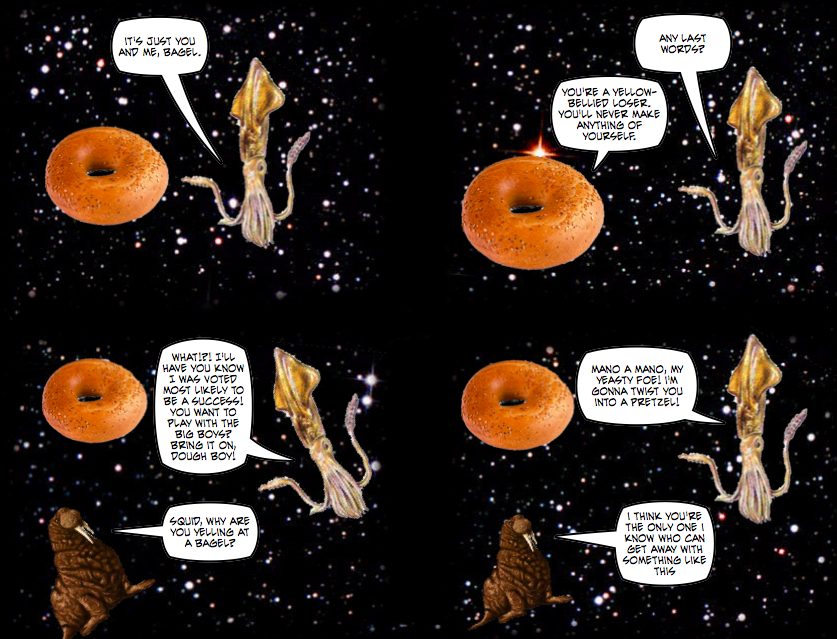 IT'S JUST YOU
AND ME, BAGEL.
ANY LAST
WORDS?
YOU'RE A YELLOW-
BELLIED LOSER.
YOU'LL NEVER MAKE
ANYTHING OF
YOURSELF.
WHAT!?! I'LL
HAVE YOU KNOW
I WAS VOTED
MOST LIKELY TO
BE A SUCCESS!
YOU WANT TO
PLAY WITH THE
BIG BOYS?
BRING IT ON,
DOUGH BOY!
SQUID, WHY ARE
YOU YELLING AT
A BAGEL?
MANO A MANO, MY
YEASTY FOE! I'M
GONNA TWIST YOU
INTO A PRETZEL!
I THINK YOU'RE
THE ONLY ONE I
KNOW WHO CAN
GET AWAY WITH
SOMETHING LIKE
THIS